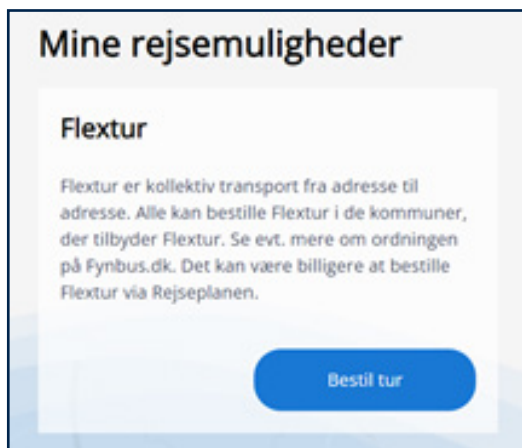 Mine rejsemuligheder
Flextur
Flextur er kollektiv transport fra adresse til
adresse. Alle kan bestille Flextur i de kommuner,
der tilbyder Flextur. Se evt. mere om ordningen
på Fynbus.dk. Det kan være billigere at bestille
Flextur via Rejseplanen.
Bestil tur